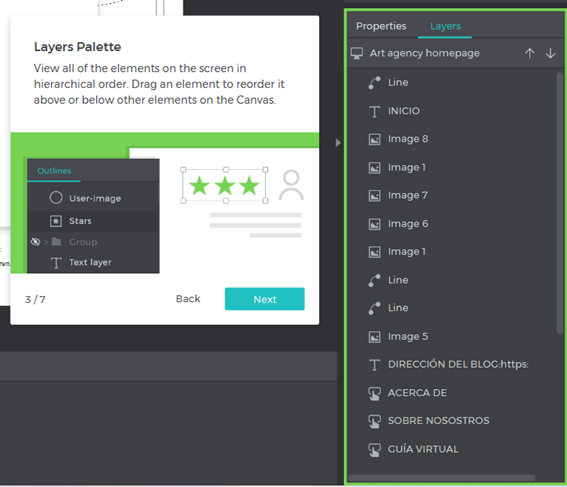 Layers Palette
View all of the elements on the screen in
hierarchical order. Drag an element to reorder it
above or below other elements on the Canvas.
Outlines
User-image
Stars
Group
Text layer
3 / 7
Back
Next
Properties
Layers
Art agency homepage
Line
INICIO
Image 8
Image 1
Image 7
Image 6
Image 1
Line
Line
Image 5
DIRECCIÓN DEL BLOG:https:
ACERCA DE
SOBRE NOSOSTROS
GUÍA VIRTUAL